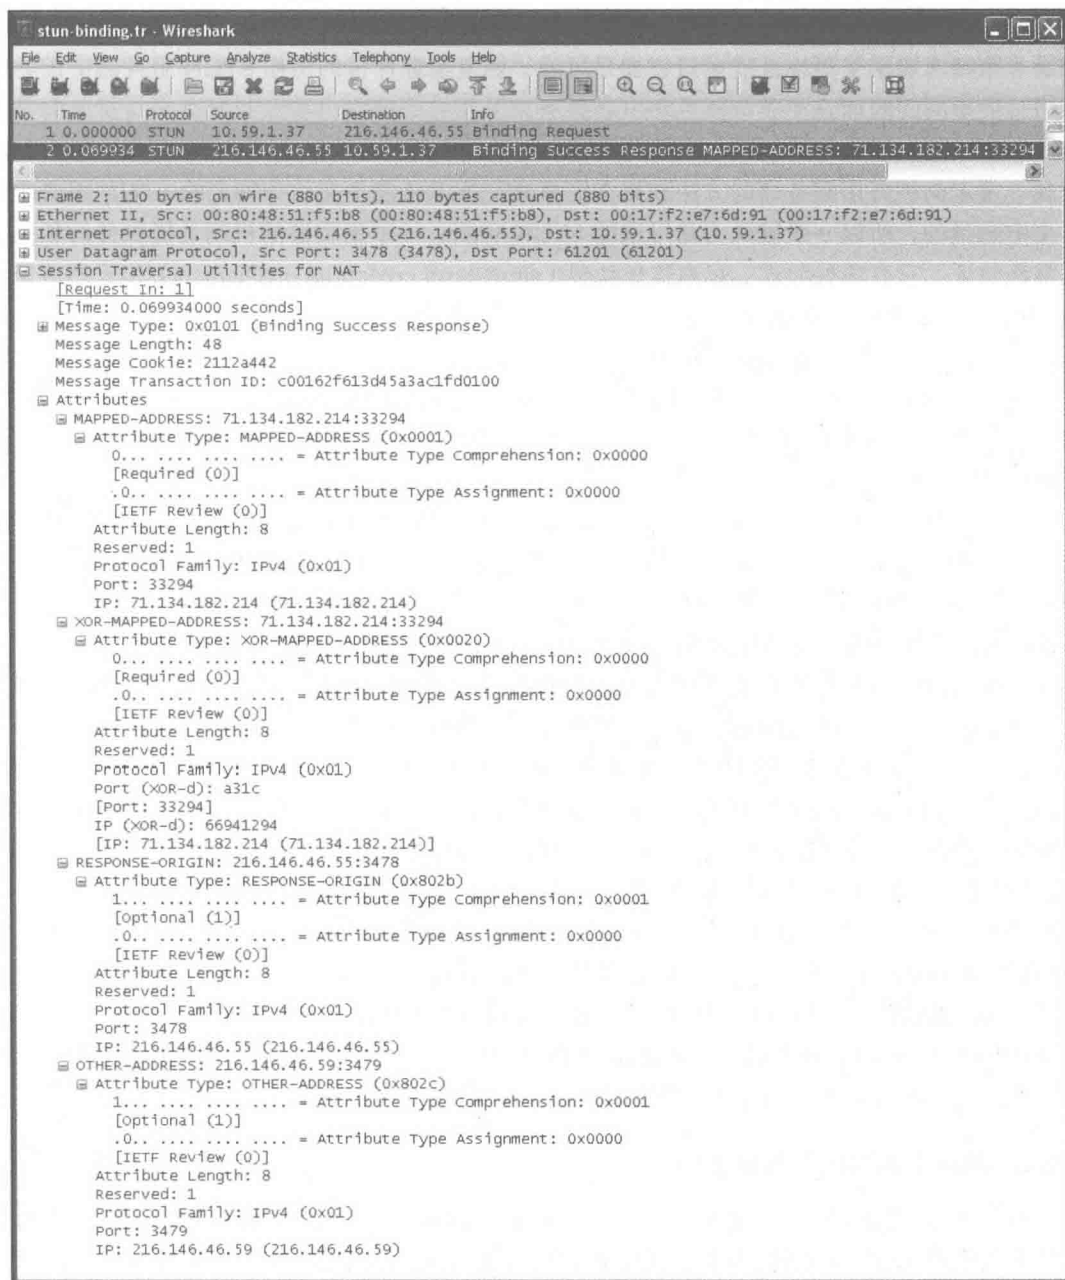 stun-binding.tr - Wireshark
File Edit View Go Capture Analyze Statistics Telephony Tools Help
No. Time Protocol Source Destination Info
1 0.000000 STUN 10.59.1.37 216.146.46.55 Binding Request
2 0.069934 STUN 216.146.46.55 10.59.1.37 Binding Success Response MAPPED-ADDRESS: 71.134.182.214:33294
Frame 2: 110 bytes on wire (880 bits), 110 bytes captured (880 bits)
Ethernet II, Src: 00:80:48:51:f5:b8 (00:80:48:51:f5:b8), Dst: 00:17:f2:e7:6d:91 (00:17:f2:e7:6d:91)
Internet Protocol, Src: 216.146.46.55 (216.146.46.55), Dst: 10.59.1.37 (10.59.1.37)
User Datagram Protocol, Src Port: 3478 (3478), Dst Port: 61201 (61201)
Session Traversal Utilities for NAT
[Request In: 1]
[Time: 0.069934000 seconds]
Message Type: 0x0101 (Binding Success Response)
Message Length: 48
Message Cookie: 2112a442
Message Transaction ID: c00162f613d45a3ac1fd0100
Attributes
MAPPED-ADDRESS: 71.134.182.214:33294
Attribute Type: MAPPED-ADDRESS (0x0001)
0... .... .... .... = Attribute Type Comprehension: 0x0000
[Required (0)]
.0.. .... .... .... = Attribute Type Assignment: 0x0000
[IETF Review (0)]
Attribute Length: 8
Reserved: 1
Protocol Family: IPv4 (0x01)
Port: 33294
IP: 71.134.182.214 (71.134.182.214)
XOR-MAPPED-ADDRESS: 71.134.182.214:33294
Attribute Type: XOR-MAPPED-ADDRESS (0x0020)
0... .... .... .... = Attribute Type Comprehension: 0x0000
[Required (0)]
.0.. .... .... .... = Attribute Type Assignment: 0x0000
[IETF Review (0)]
Attribute Length: 8
Reserved: 1
Protocol Family: IPv4 (0x01)
Port (XOR-d): a31c
[Port: 33294]
IP (XOR-d): 66941294
[IP: 71.134.182.214 (71.134.182.214)]
RESPONSE-ORIGIN: 216.146.46.55:3478
Attribute Type: RESPONSE-ORIGIN (0x802b)
1... .... .... .... = Attribute Type Comprehension: 0x0001
[Optional (1)]
.0.. .... .... .... = Attribute Type Assignment: 0x0000
[IETF Review (0)]
Attribute Length: 8
Reserved: 1
Protocol Family: IPv4 (0x01)
Port: 3478
IP: 216.146.46.55 (216.146.46.55)
OTHER-ADDRESS: 216.146.46.59:3479
Attribute Type: OTHER-ADDRESS (0x802c)
1... .... .... .... = Attribute Type Comprehension: 0x0001
[Optional (1)]
.0.. .... .... .... = Attribute Type Assignment: 0x0000
[IETF Review (0)]
Attribute Length: 8
Reserved: 1
Protocol Family: IPv4 (0x01)
Port: 3479
IP: 216.146.46.59 (216.146.46.59)